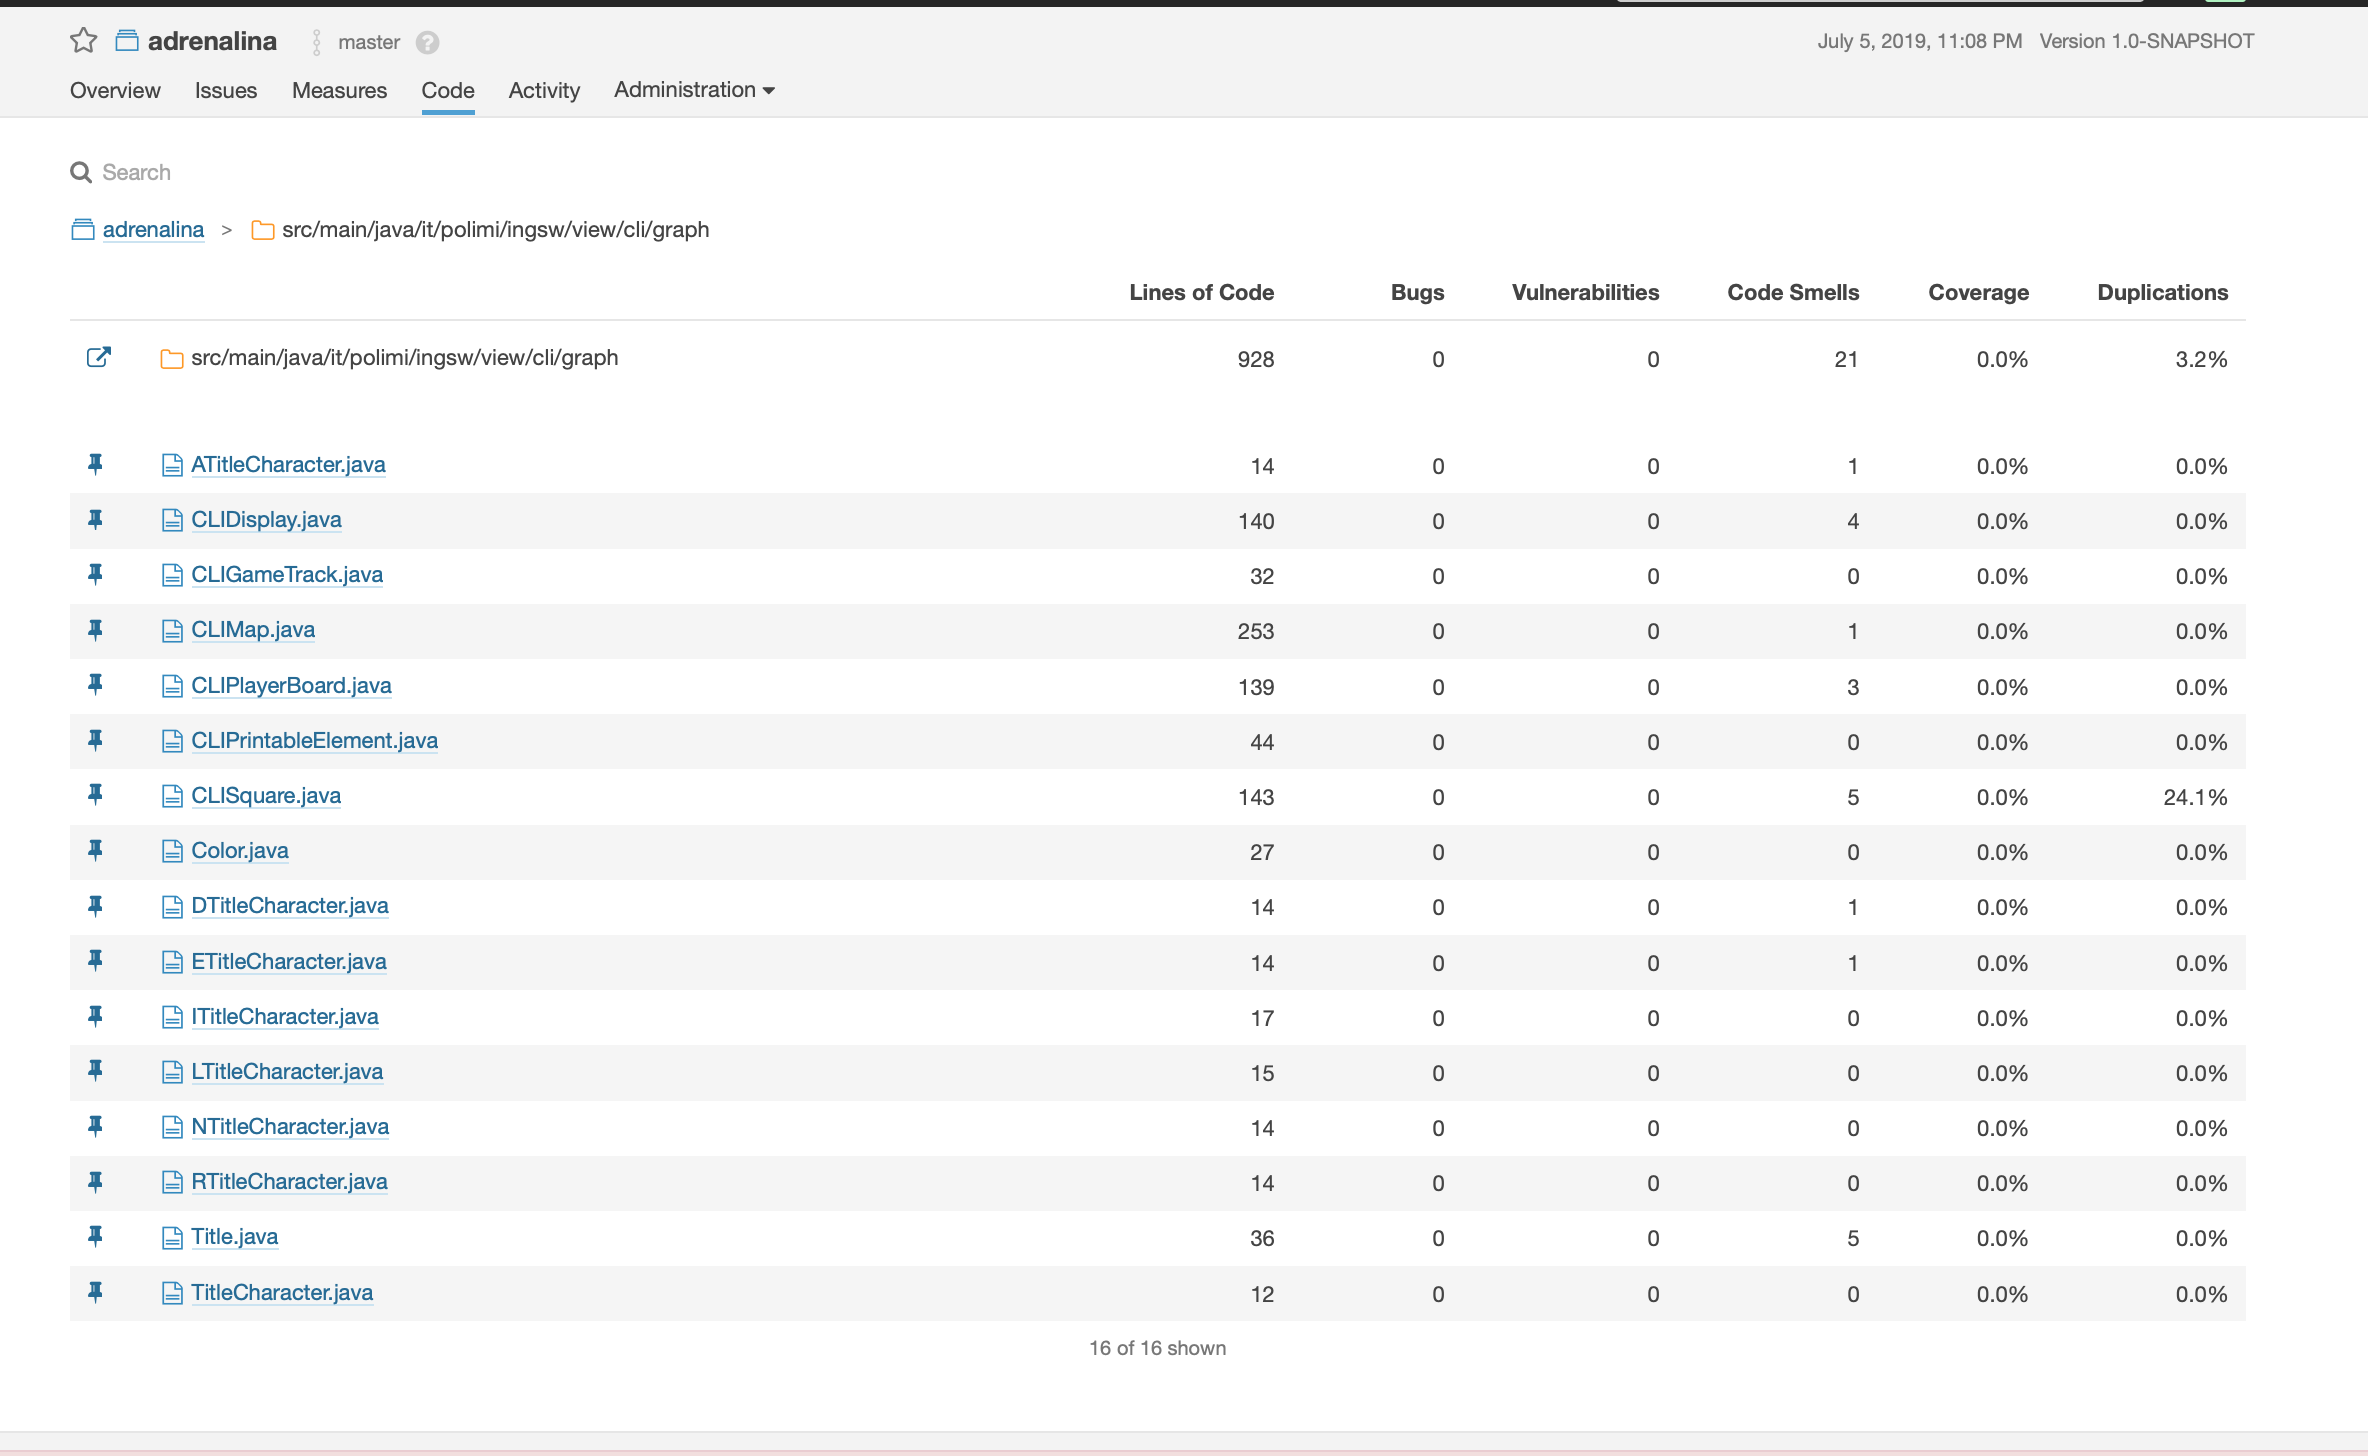 adrenalina master ? July 5, 2019, 11:08 PM Version 1.0-SNAPSHOT
Overview Issues Measures Code Activity Administration
Search
adrenalina > src/main/java/it/polimi/ingsw/view/cli/graph
Lines of Code Bugs Vulnerabilities Code Smells Coverage Duplications
src/main/java/it/polimi/ingsw/view/cli/graph 928 0 0 21 0.0% 3.2%
ATitleCharacter.java 14 0 0 1 0.0% 0.0%
CLIDisplay.java 140 0 0 4 0.0% 0.0%
CLIGameTrack.java 32 0 0 0 0.0% 0.0%
CLIMap.java 253 0 0 1 0.0% 0.0%
CLIPlayerBoard.java 139 0 0 3 0.0% 0.0%
CLIPrintableElement.java 44 0 0 0 0.0% 0.0%
CLISquare.java 143 0 0 5 0.0% 24.1%
Color.java 27 0 0 0 0.0% 0.0%
DTitleCharacter.java 14 0 0 1 0.0% 0.0%
ETitleCharacter.java 14 0 0 1 0.0% 0.0%
ITitleCharacter.java 17 0 0 0 0.0% 0.0%
LTitleCharacter.java 15 0 0 0 0.0% 0.0%
NTitleCharacter.java 14 0 0 0 0.0% 0.0%
RTitleCharacter.java 14 0 0 0 0.0% 0.0%
Title.java 36 0 0 5 0.0% 0.0%
TitleCharacter.java 12 0 0 0 0.0% 0.0%
16 of 16 shown